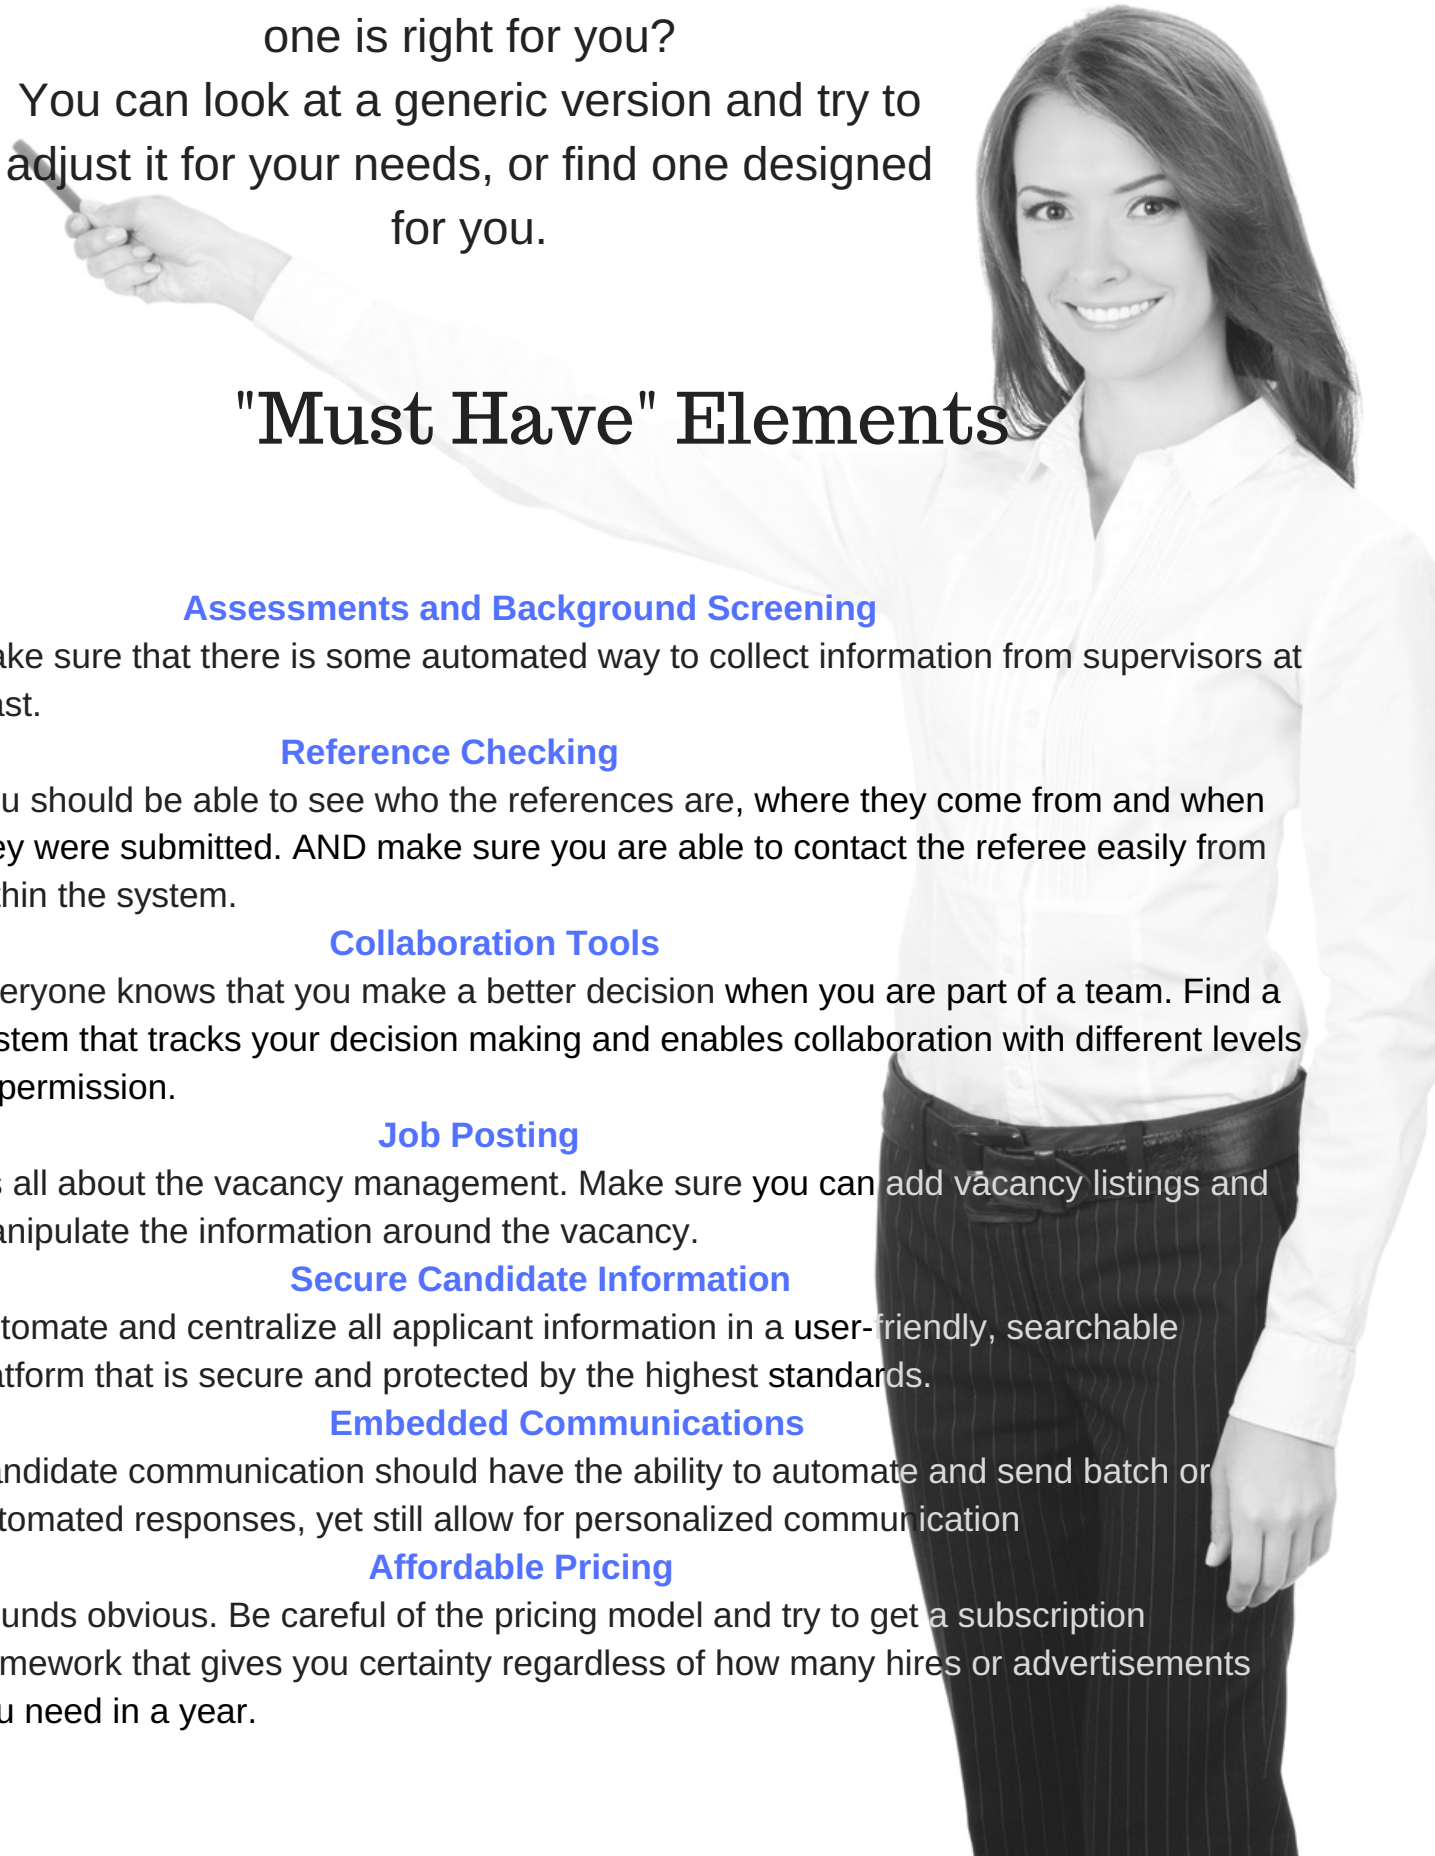 one is right for you?
You can look at a generic version and try to
adjust it for your needs, or find one designed
for you.
"Must Have" Elements
Assessments and Background Screening
ake sure that there is some automated way to collect information from supervisors at
ast.
Reference Checking
u should be able to see who the references are, where they come from and when
ey were submitted. AND make sure you are able to contact the referee easily from
thin the system.
Collaboration Tools
eryone knows that you make a better decision when you are part of a team. Find a
stem that tracks your decision making and enables collaboration with different levels
permission.
Job Posting
s all about the vacancy management. Make sure you can add vacancy listings and
anipulate the information around the vacancy.
Secure Candidate Information
tomate and centralize all applicant information in a user-friendly, searchable
atform that is secure and protected by the highest standards.
Embedded Communications
andidate communication should have the ability to automate and send batch or
tomated responses, yet still allow for personalized communication
Affordable Pricing
unds obvious. Be careful of the pricing model and try to get a subscription
mework that gives you certainty regardless of how many hires or advertisements
u need in a year.